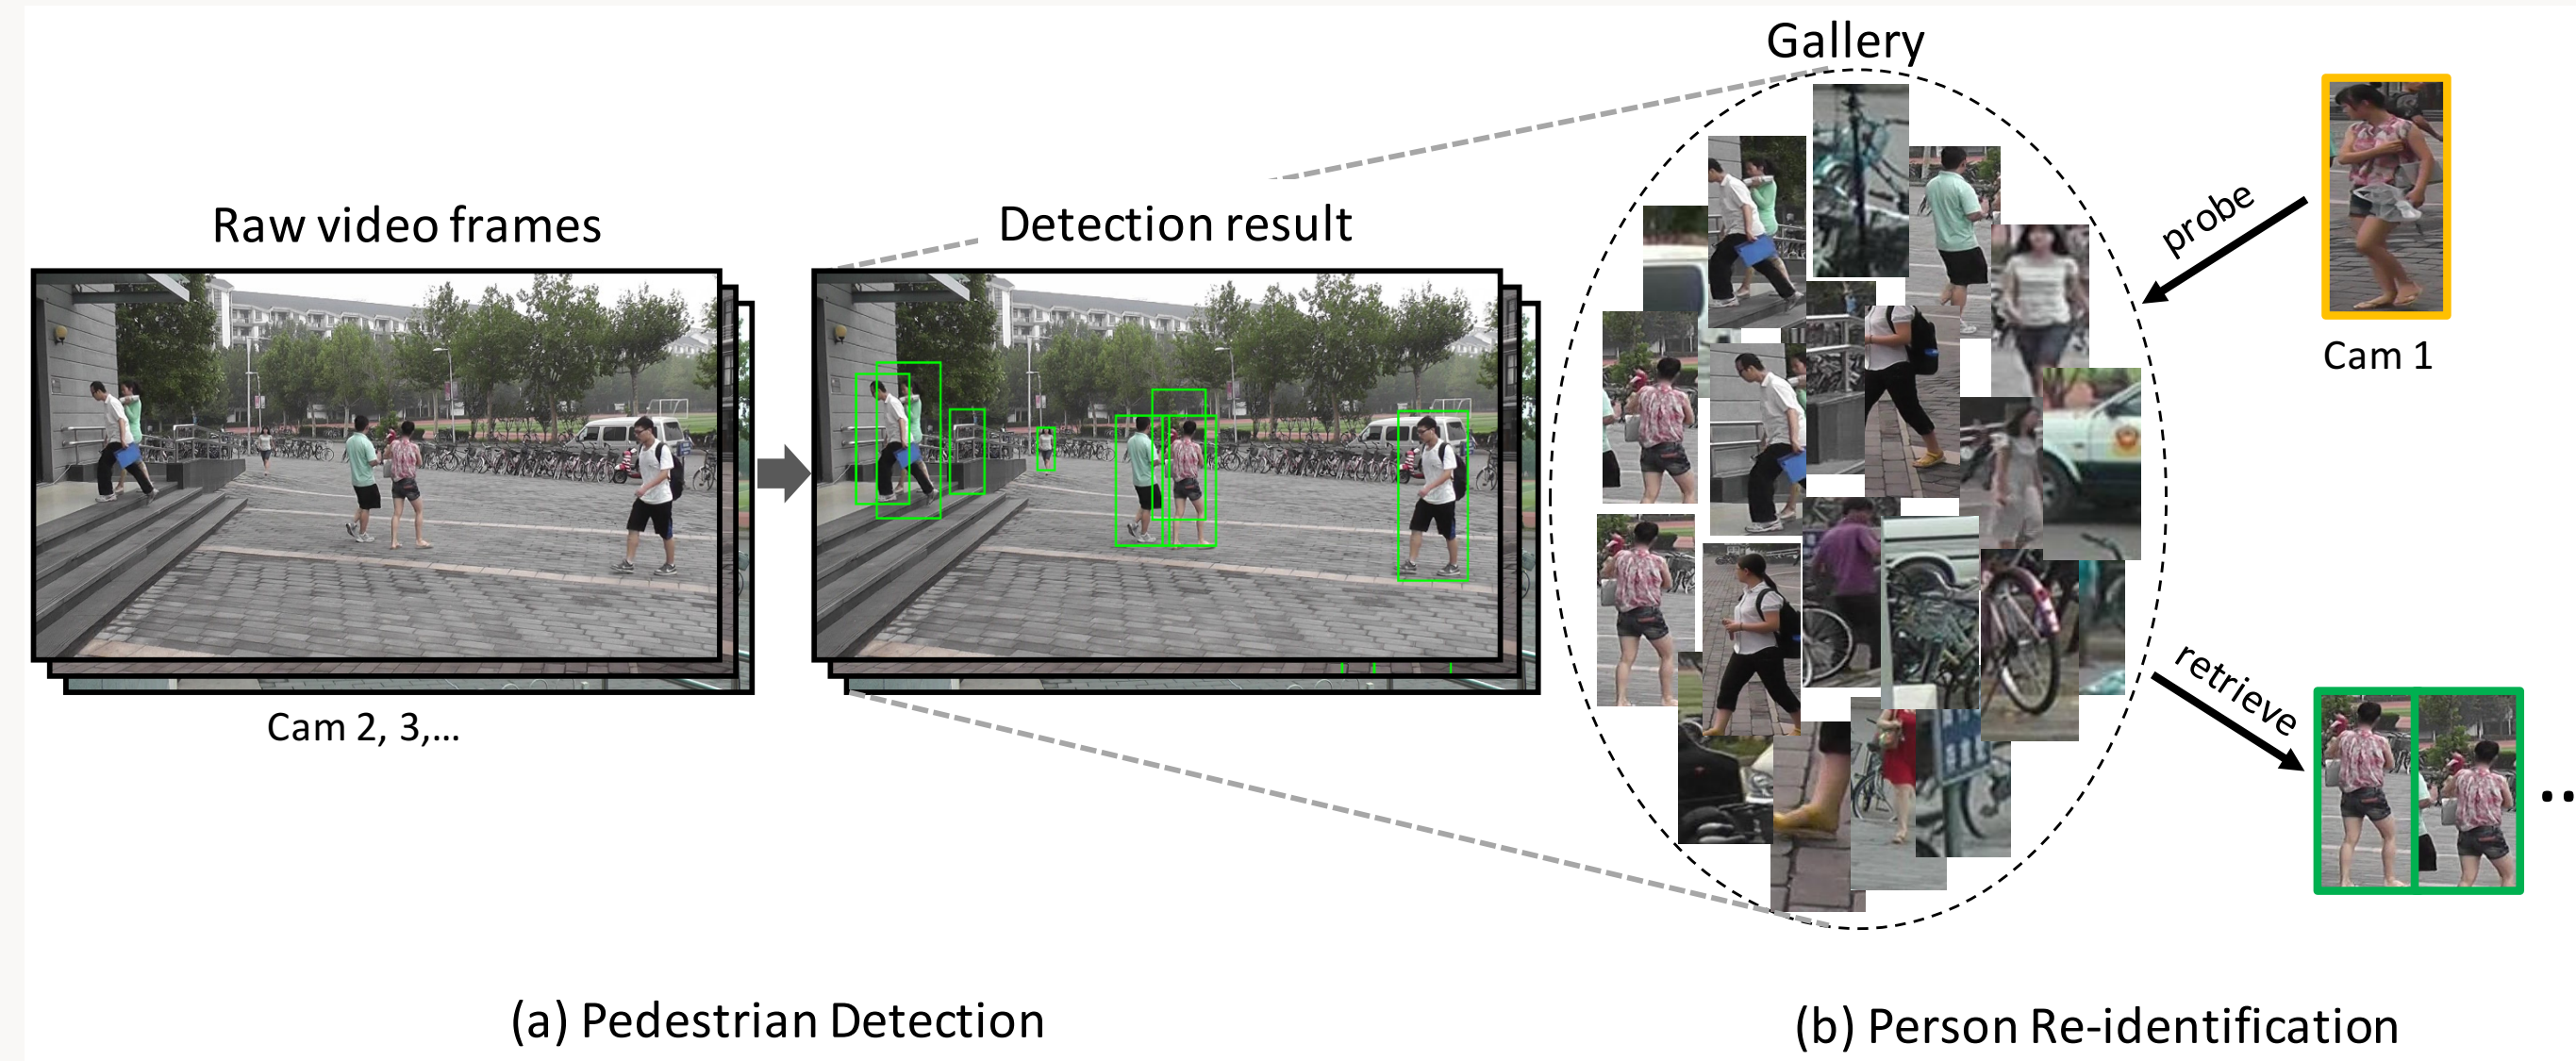 Gallery
Raw video frames
Detection result
probe
Cam 1
retrieve
Cam 2, 3,...
..
(a) Pedestrian Detection
(b) Person Re-identification